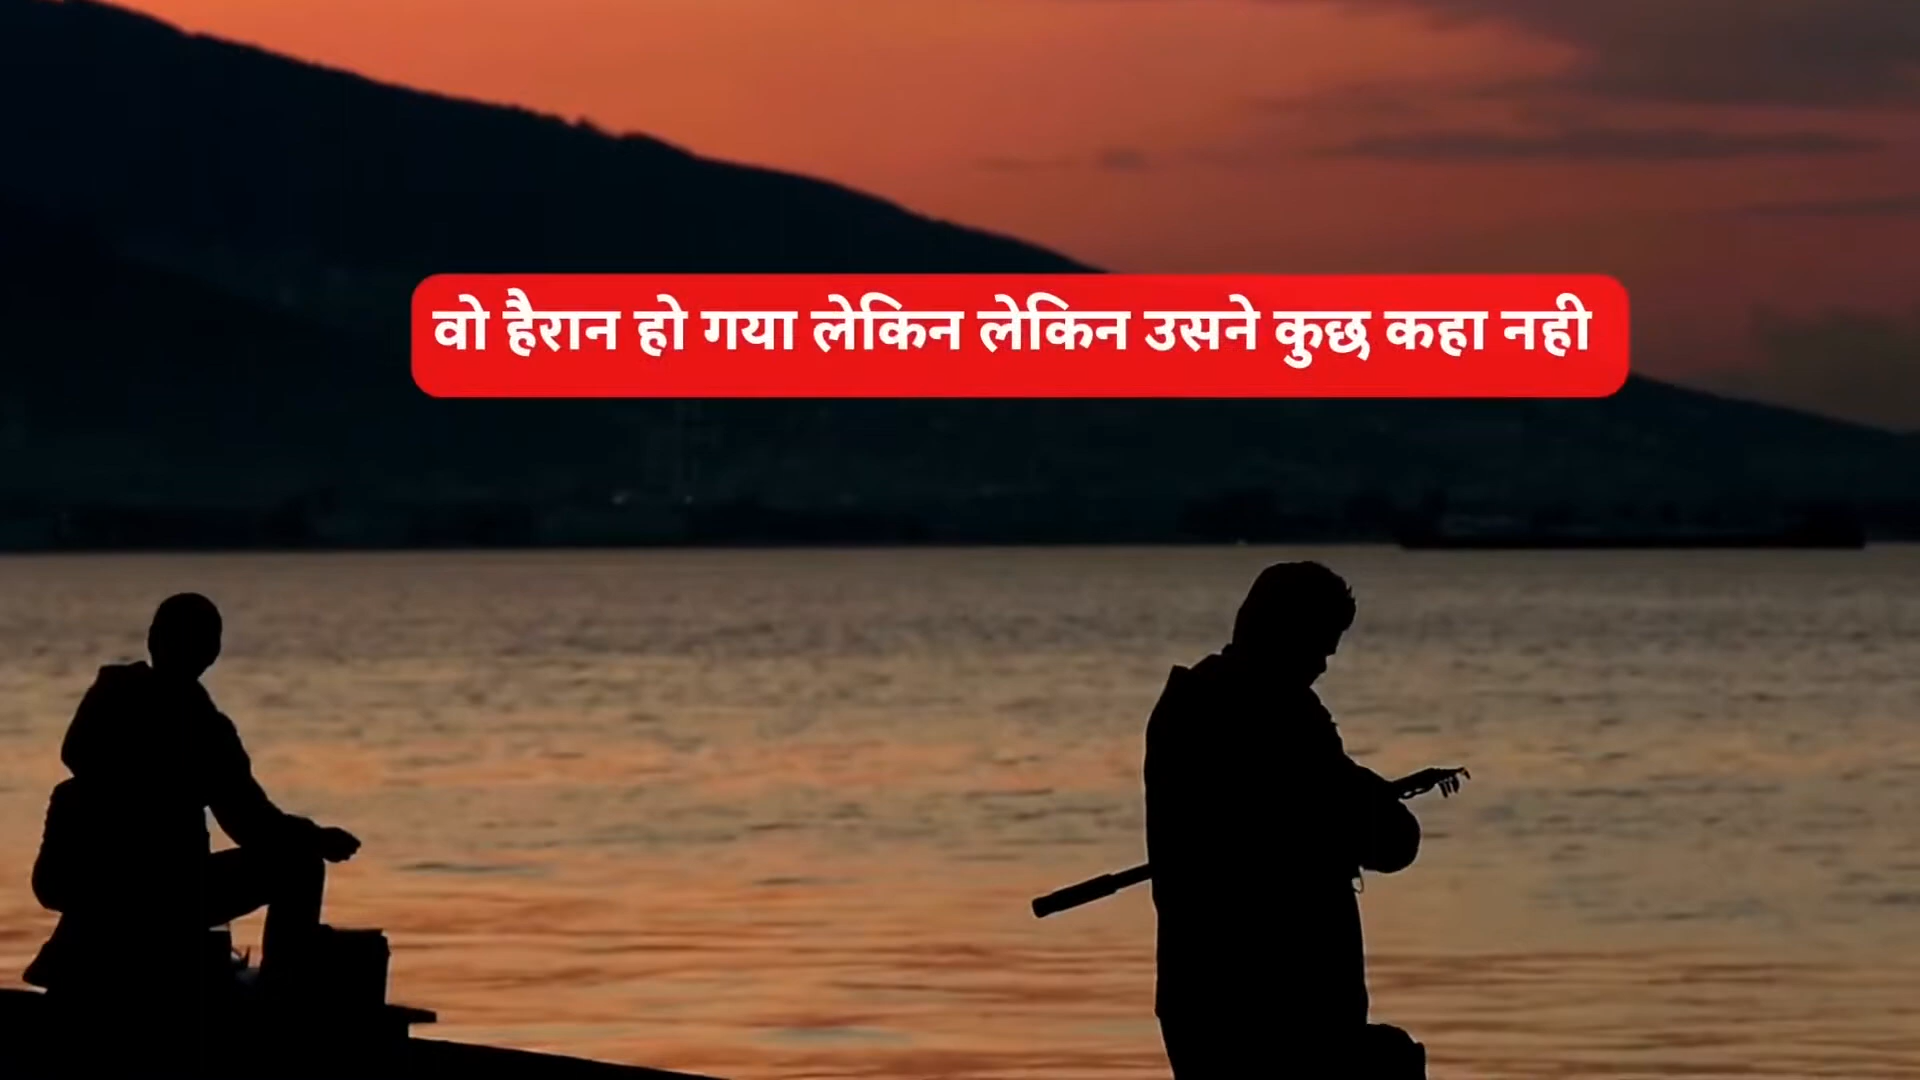 वो हैरान हो गया लेकिन लेकिन उसने कुछ कहा नही